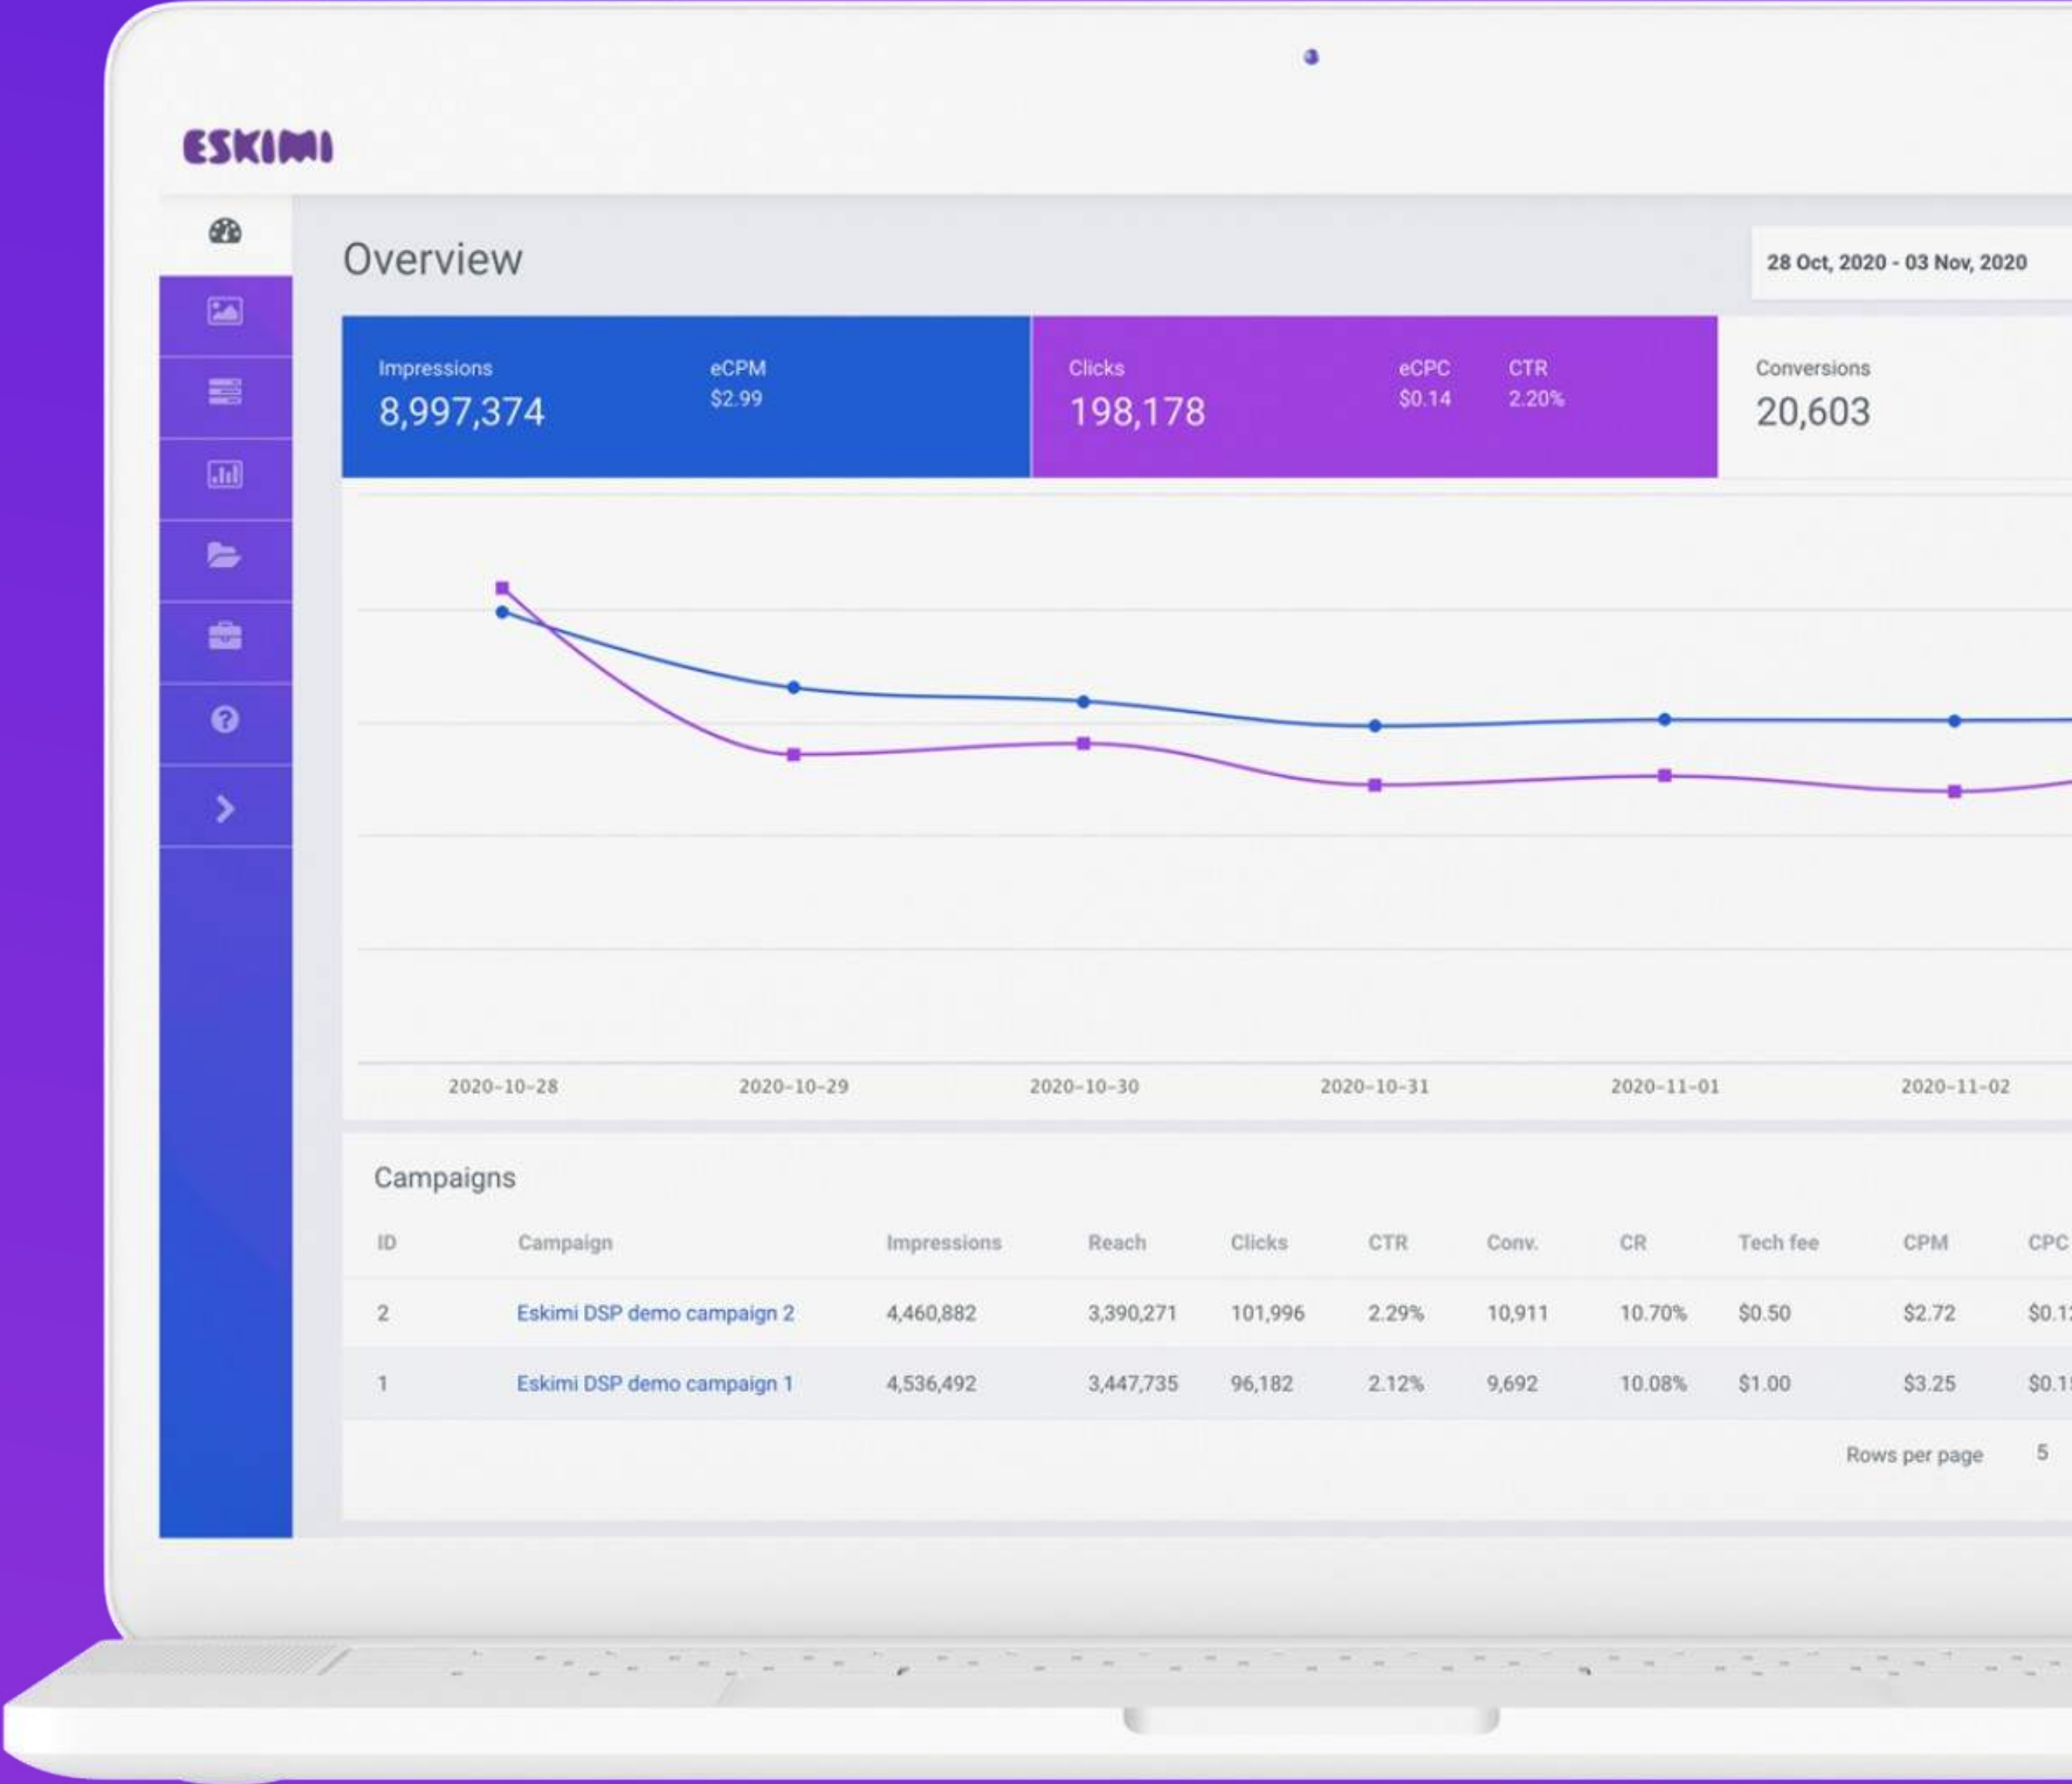 ESKIMI
Overview
28 Oct, 2020 - 03 Nov, 2020
Impressions eCPM Clicks eCPC CTR Conversions
8,997,374 $2.99 198,178 $0.14 2.20% 20,603
2020-10-28 2020-10-29 2020-10-30 2020-10-31 2020-11-01 2020-11-02
Campaigns
ID Campaign Impressions Reach Clicks CTR Conv. CR Tech fee CPM CPC
2 Eskimi DSP demo campaign 2 4,460,882 3,390,271 101,996 2.29% 10,911 10.70% $0.50 $2.72
1 Eskimi DSP demo campaign 1 4,536,492 3,447,735 96,182 2.12% 9,692 10.08% $1.00 $3.25
Rows per page 5